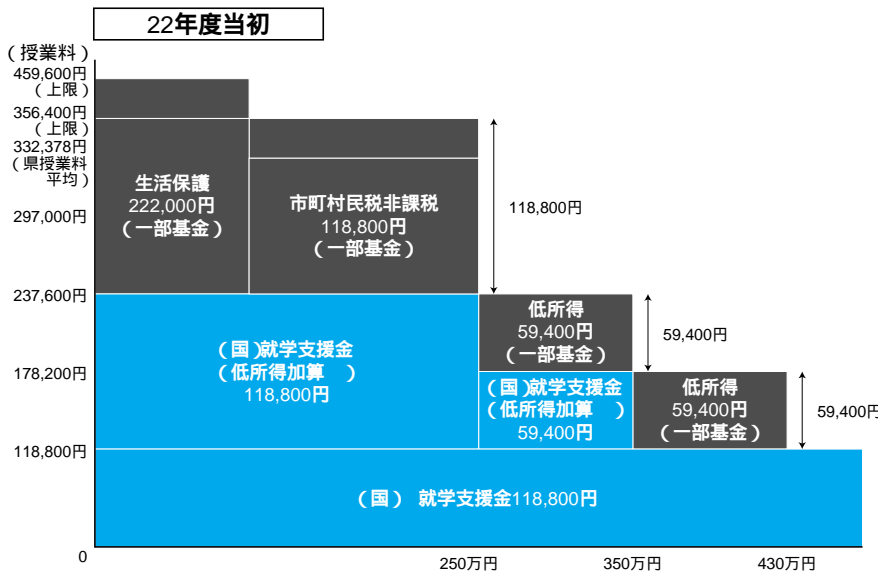 22年度当初
（授業料）
459,600円
（上限）
356,400円
（上限）
332,378円
（県授業料
平均）
297,000円
237,600円
178,200円
118,800円
0
生活保護
222,000円
（一部基金）
市町村民税非課税
118,800円
（一部基金）
118,800円
（国）就学支援金
（低所得加算　）
118,800円
低所得
59,400円
（一部基金）
59,400円
（国）就学支援金
（低所得加算　）
59,400円
低所得
59,400円
（一部基金）
59,400円
（国）　就学支援金118,800円
250万円
350万円
430万円